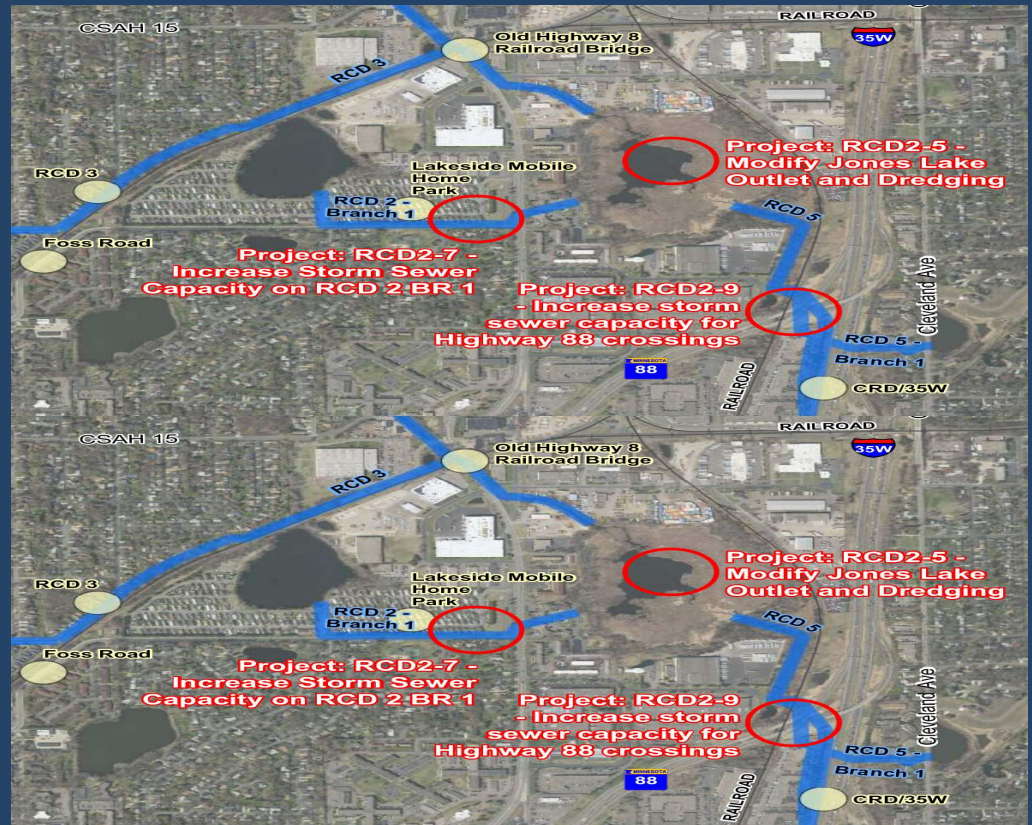 CSAH 15
RAILROAD
35W
Old Highway 8
Railroad Bridge
RCD 3
Project: RCD2-5 -
Modify Jones Lake
Outlet and Dredging
Lakeside Mobile
Home
Park
RCD 3
RCD 2 -
Branch 1
RCD 5
Foss Road
Project: RCD2-7 -
Increase Storm Sewer
Capacity on RCD 2 BR 1
Project: RCD2-9
- Increase storm
sewer capacity for
Highway 88 crossings
Cleveland Ave
RCD 5 -
Branch 1
MINNESOTA
88
RAILROAD
CRD/35W
CSAH 15
RAILROAD
35W
Old Highway 8
Railroad Bridge
RCD 3
Project: RCD2-5 -
Modify Jones Lake
Outlet and Dredging
Lakeside Mobile
Home
Park
RCD 3
RCD 2 -
Branch 1
RCD 5
Foss Road
Project: RCD2-7 -
Increase Storm Sewer
Capacity on RCD 2 BR 1
Project: RCD2-9
- Increase storm
sewer capacity for
Highway 88 crossings
Cleveland Ave
RCD 5 -
Branch 1
MINNESOTA
88
RAILROAD
CRD/35W